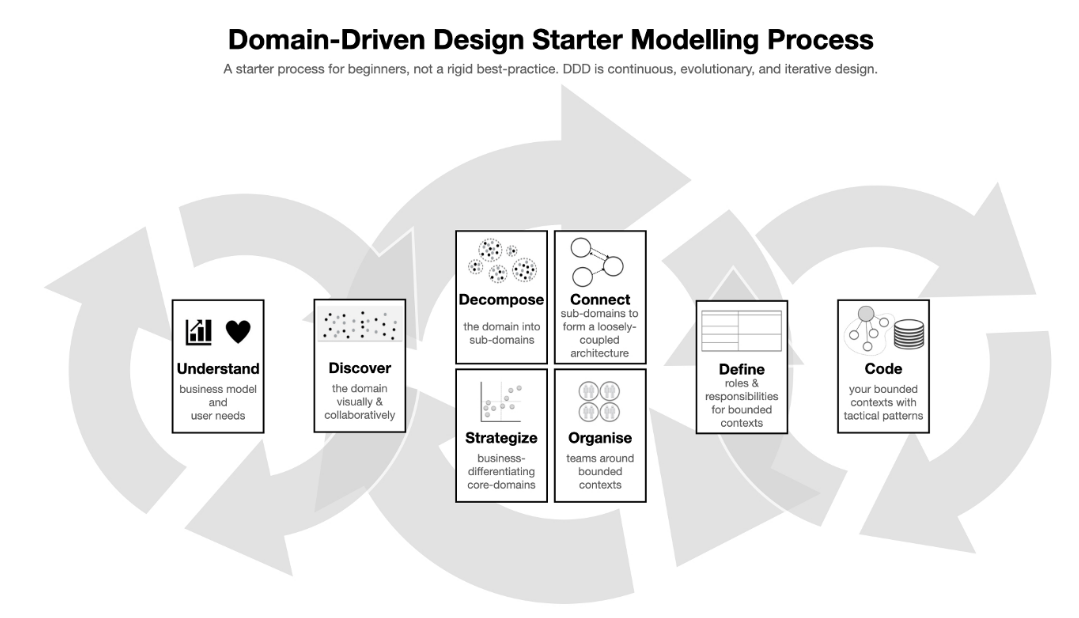 Domain-Driven Design Starter Modelling Process
A starter process for beginners, not a rigid best-practice. DDD is continuous, evolutionary, and iterative design.
Understand
business model
and
user needs
Discover
the domain
visually &
collaboratively
Decompose
the domain into
sub-domains
Connect
sub-domains to
form a loosely-
coupled
architecture
Strategize
business-
differentiating
core-domains
Organise
teams around
bounded
contexts
Define
roles &
responsibilities
for bounded
contexts
Code
your bounded
contexts with
tactical patterns